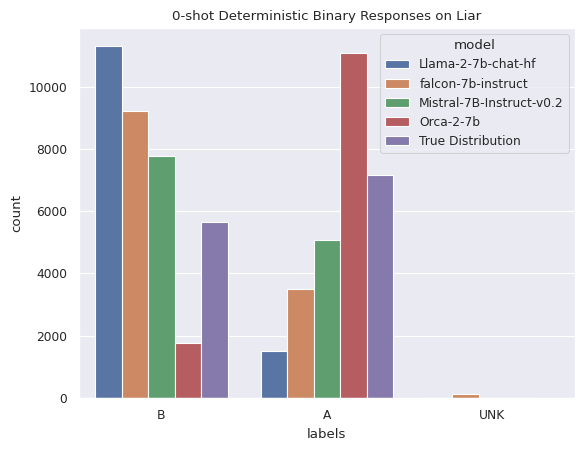 0-shot Deterministic Binary Responses on Liar
model
Llama-2-7b-chat-hf
falcon-7b-instruct
Mistral-7B-Instruct-v0.2
Orca-2-7b
True Distribution
10000
8000
6000
4000
2000
0
count
B A UNK
labels